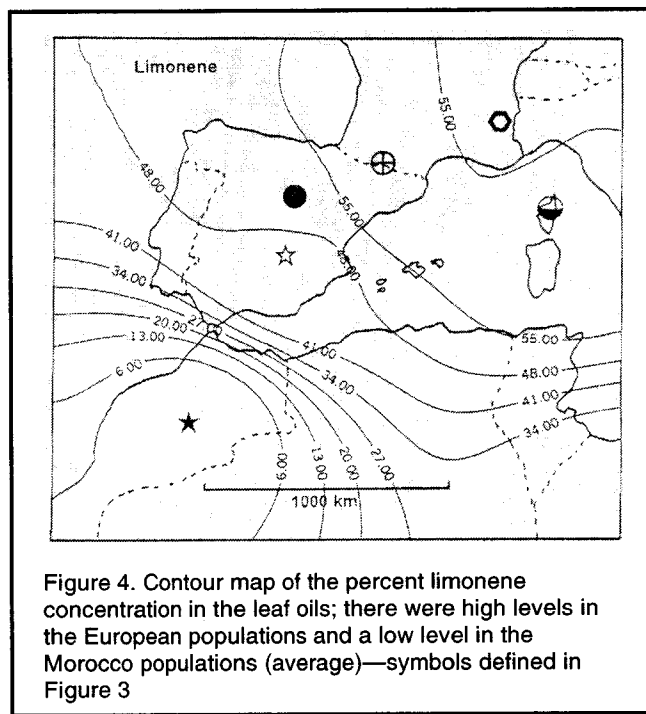 Limonene
55.00
48.00
55.00
41.00
34.00
20.00
13.00
6.00
41.00
34.00
55.00
48.00
41.00
34.00
6.00
13.00
20.00
27.00
1000 km
Figure 4. Contour map of the percent limonene
concentration in the leaf oils; there were high levels in
the European populations and a low level in the
Morocco populations (average)—symbols defined in
Figure 3